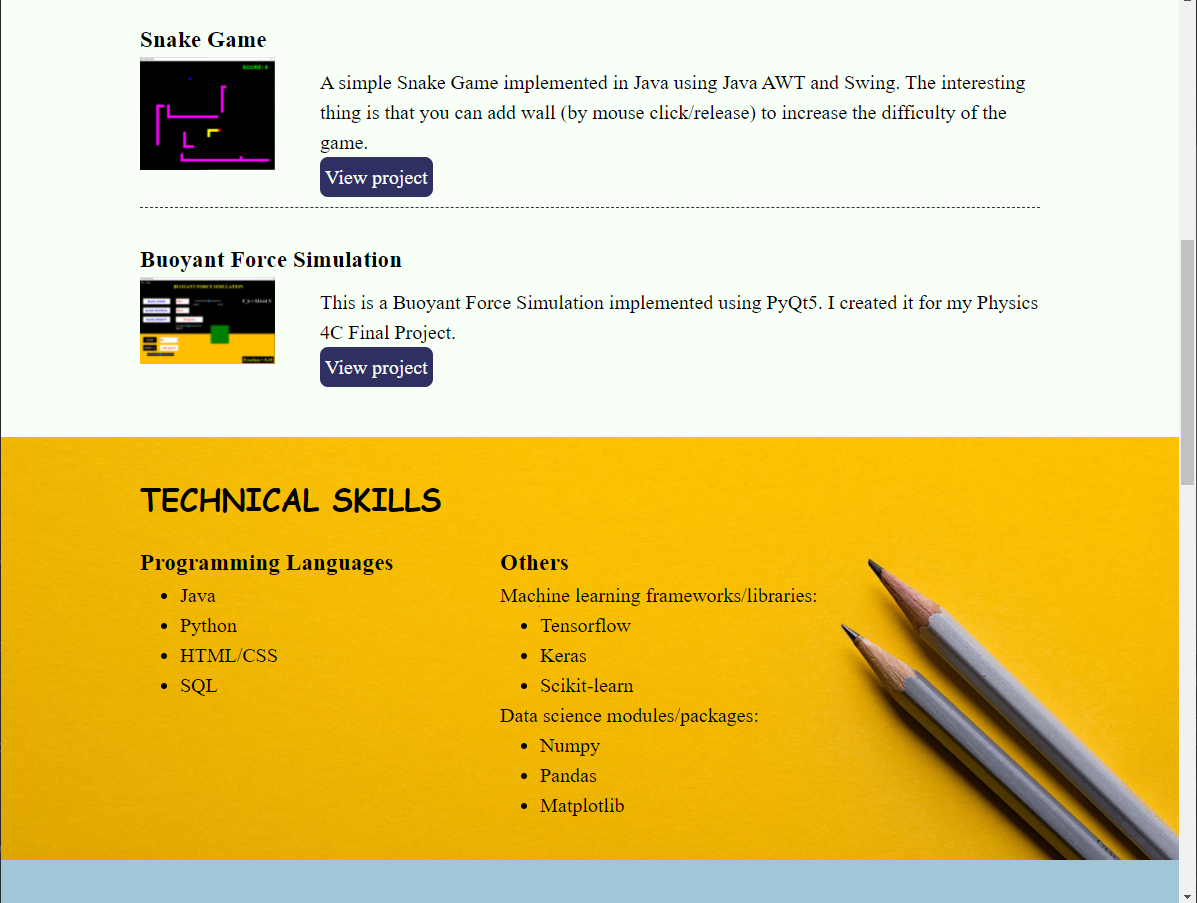 Snake Game
SCORE: 0
A simple Snake Game implemented in Java using Java AWT and Swing. The interesting
thing is that you can add wall (by mouse click/release) to increase the difficulty of the
game.
View project
Buoyant Force Simulation
BUOYANT FORCE SIMULATION
This is a Buoyant Force Simulation implemented using PyQt5. I created it for my Physics
4C Final Project.
View project
TECHNICAL SKILLS
Programming Languages
• Java
• Python
• HTML/CSS
• SQL
Others
Machine learning frameworks/libraries:
• Tensorflow
• Keras
• Scikit-learn
Data science modules/packages:
• Numpy
• Pandas
• Matplotlib